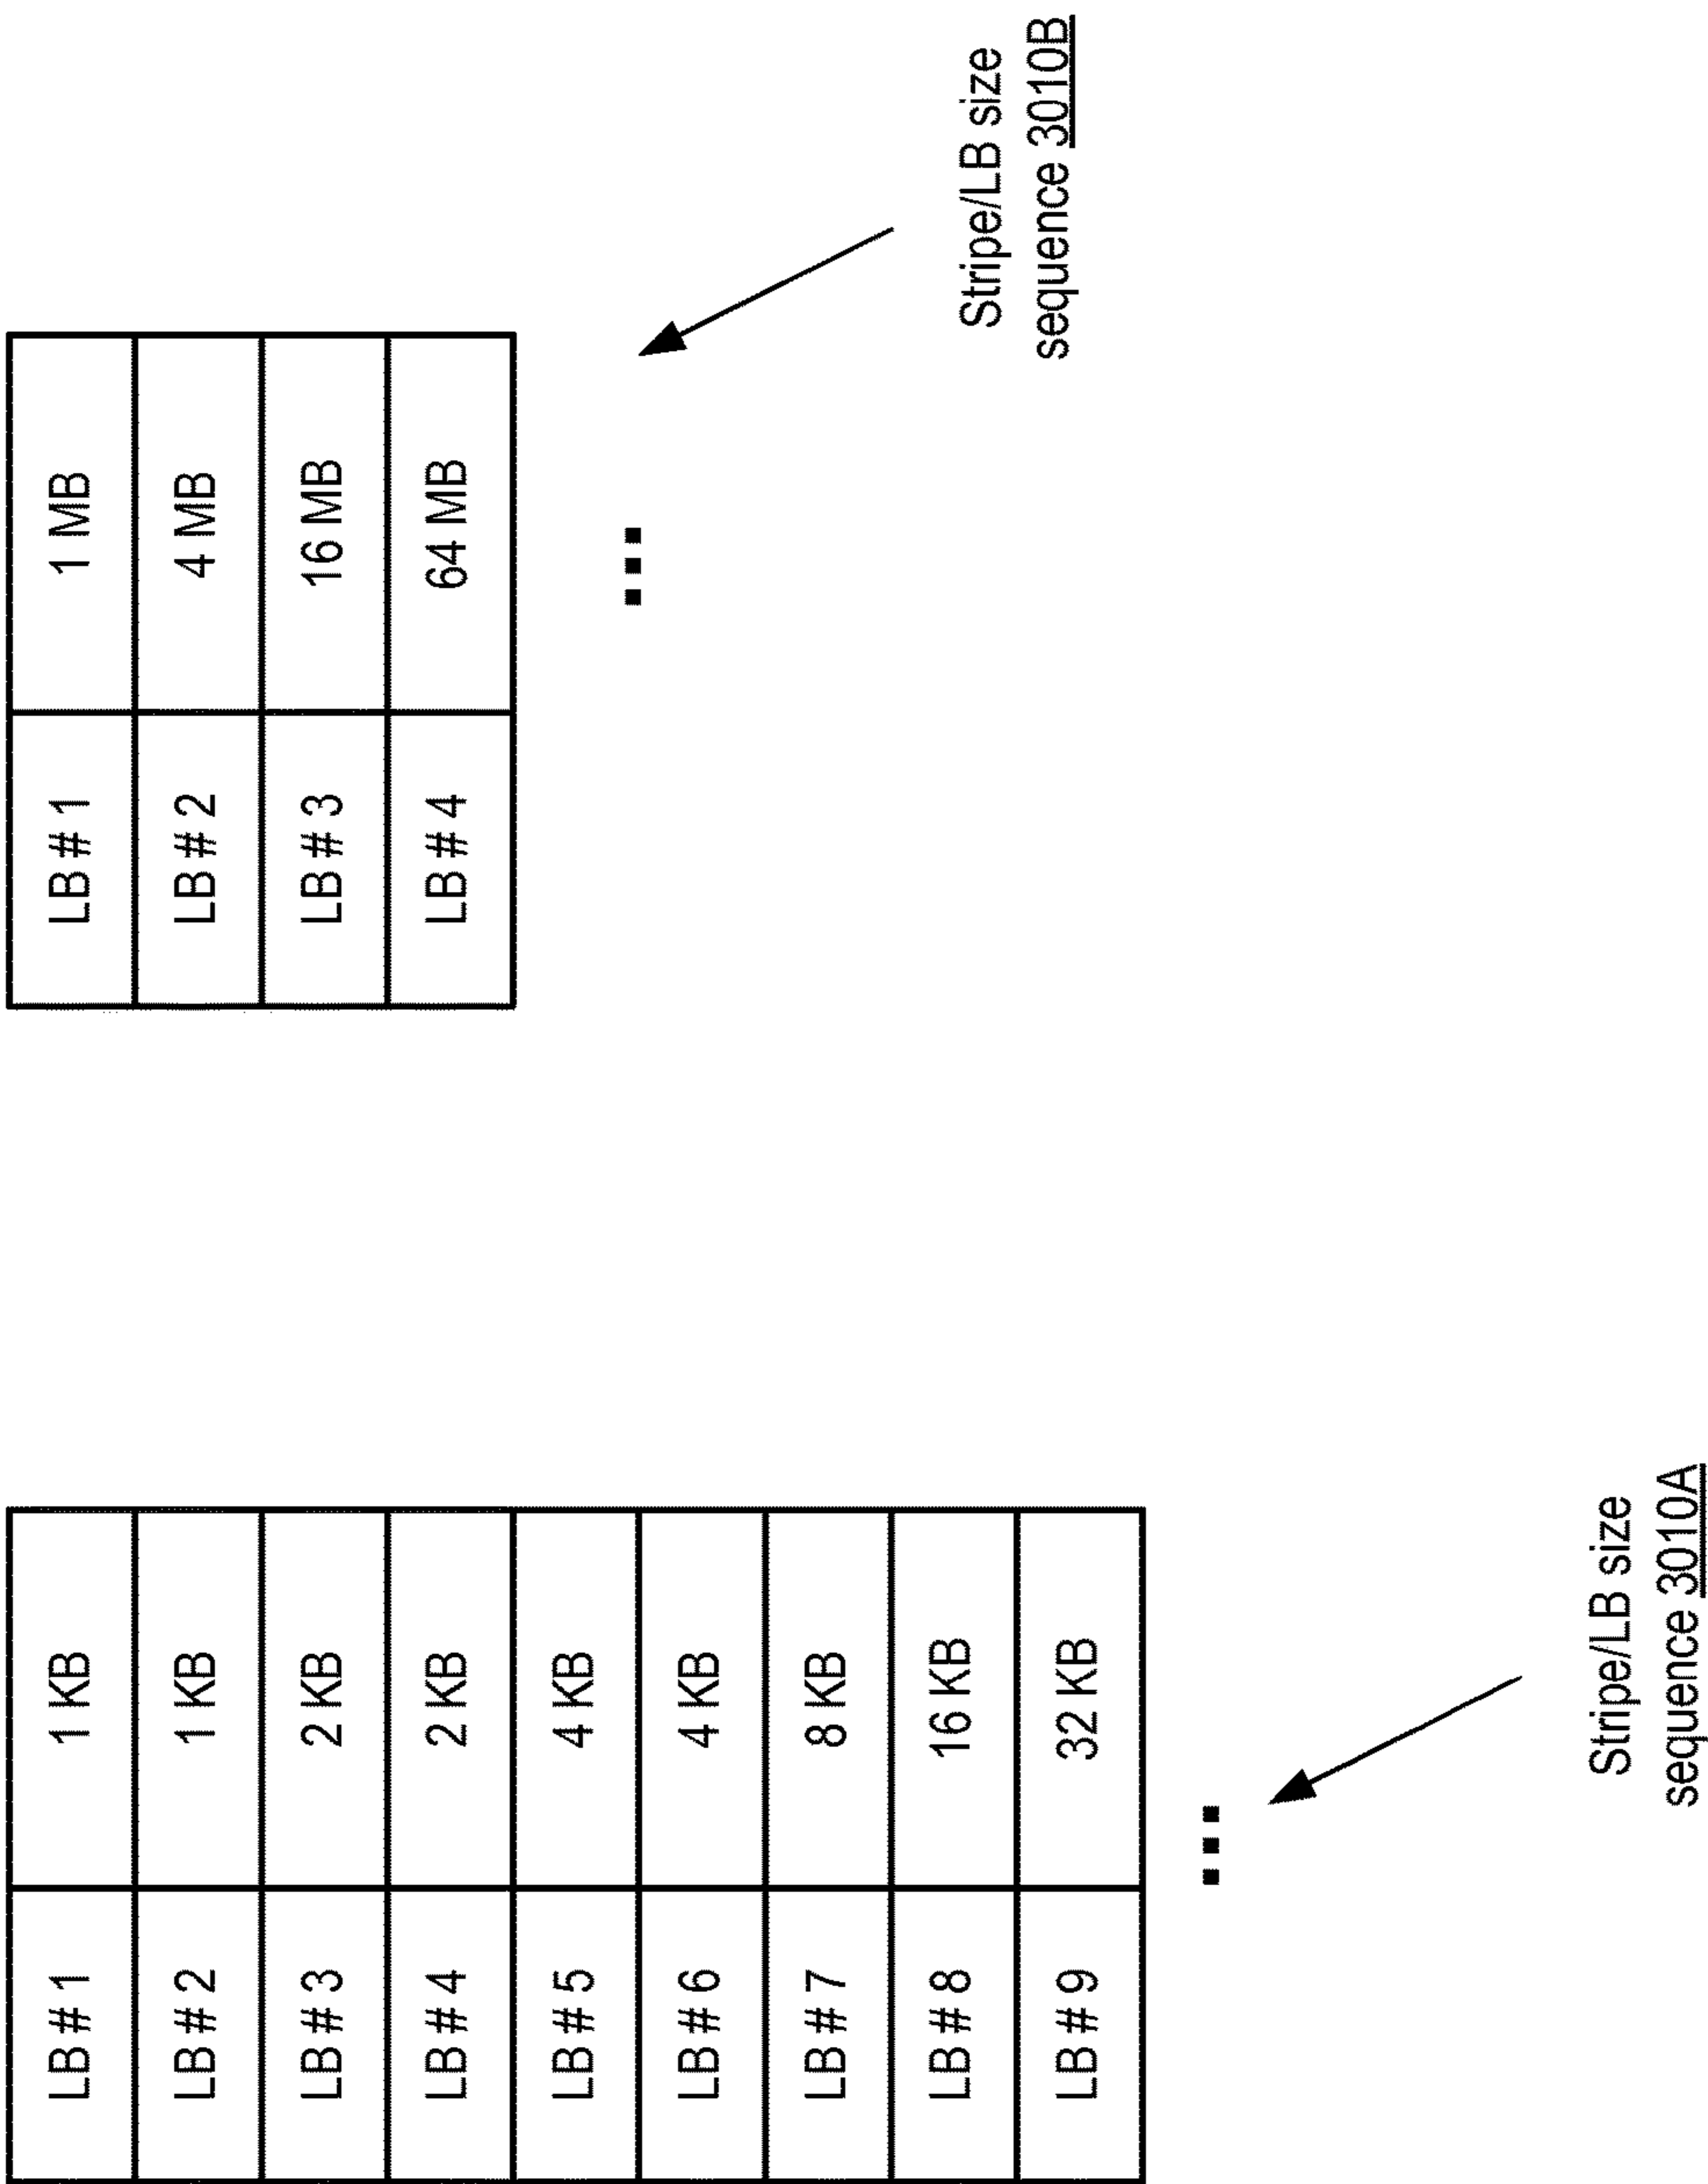 LB # 1 1 KB
LB # 2 1 KB
LB # 3 2 KB
LB # 4 2 KB
LB # 5 4 KB
LB # 6 4 KB
LB # 7 8 KB
LB # 8 16 KB
LB # 9 32 KB
...
Stripe/LB size
sequence 3010A
LB # 1 1 MB
LB # 2 4 MB
LB # 3 16 MB
LB # 4 64 MB
...
Stripe/LB size
sequence 3010B